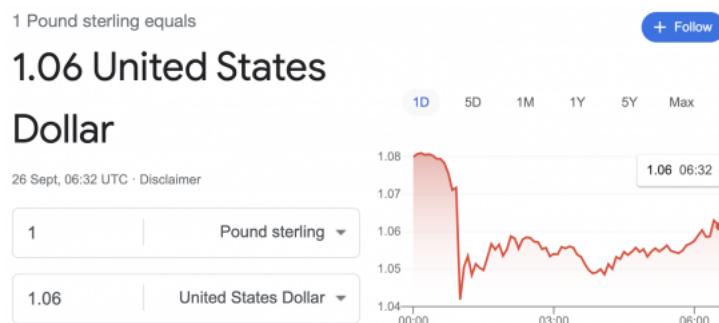 1 Pound sterling equals
+ Follow
1.06 United States
Dollar
26 Sept, 06:32 UTC · Disclaimer
1 Pound sterling
1.06 United States Dollar
1D 5D 1M 1Y 5Y Max
1.06 06:32
1.08
1.07
1.06
1.05
1.04
00:00 03:00 06:00